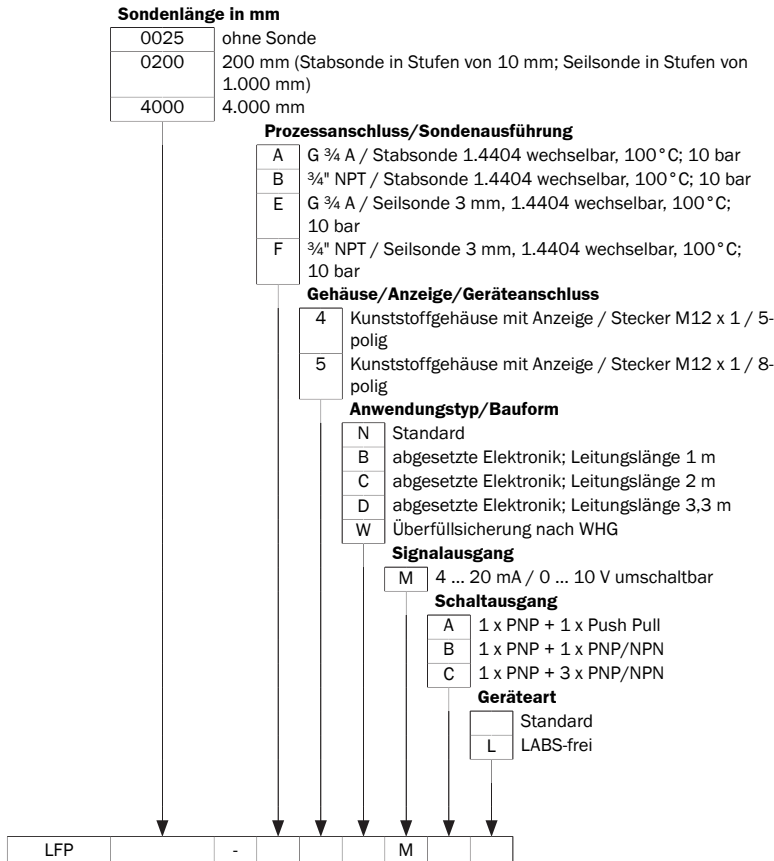 Sondenlänge in mm
0025 ohne Sonde
0200 200 mm (Stabsonde in Stufen von 10 mm; Seilsonde in Stufen von
1.000 mm)
4000 4.000 mm
Prozessanschluss/Sondenausführung
A G ¾ A / Stabsonde 1.4404 wechselbar, 100°C; 10 bar
B ¾" NPT / Stabsonde 1.4404 wechselbar, 100°C; 10 bar
E G ¾ A / Seilsonde 3 mm, 1.4404 wechselbar, 100°C;
10 bar
F ¾" NPT / Seilsonde 3 mm, 1.4404 wechselbar, 100°C;
10 bar
Gehäuse/Anzeige/Geräteanschluss
4 Kunststoffgehäuse mit Anzeige / Stecker M12 x 1 / 5-
polig
5 Kunststoffgehäuse mit Anzeige / Stecker M12 x 1 / 8-
polig
Anwendungstyp/Bauform
N Standard
B abgesetzte Elektronik; Leitungslänge 1 m
C abgesetzte Elektronik; Leitungslänge 2 m
D abgesetzte Elektronik; Leitungslänge 3,3 m
W Überfüllsicherung nach WHG
Signalausgang
M 4 ... 20 mA / 0 ... 10 V umschaltbar
Schaltausgang
A 1 x PNP + 1 x Push Pull
B 1 x PNP + 1 x PNP/NPN
C 1 x PNP + 3 x PNP/NPN
Geräteart
Standard
L LABS-frei
LFP - M